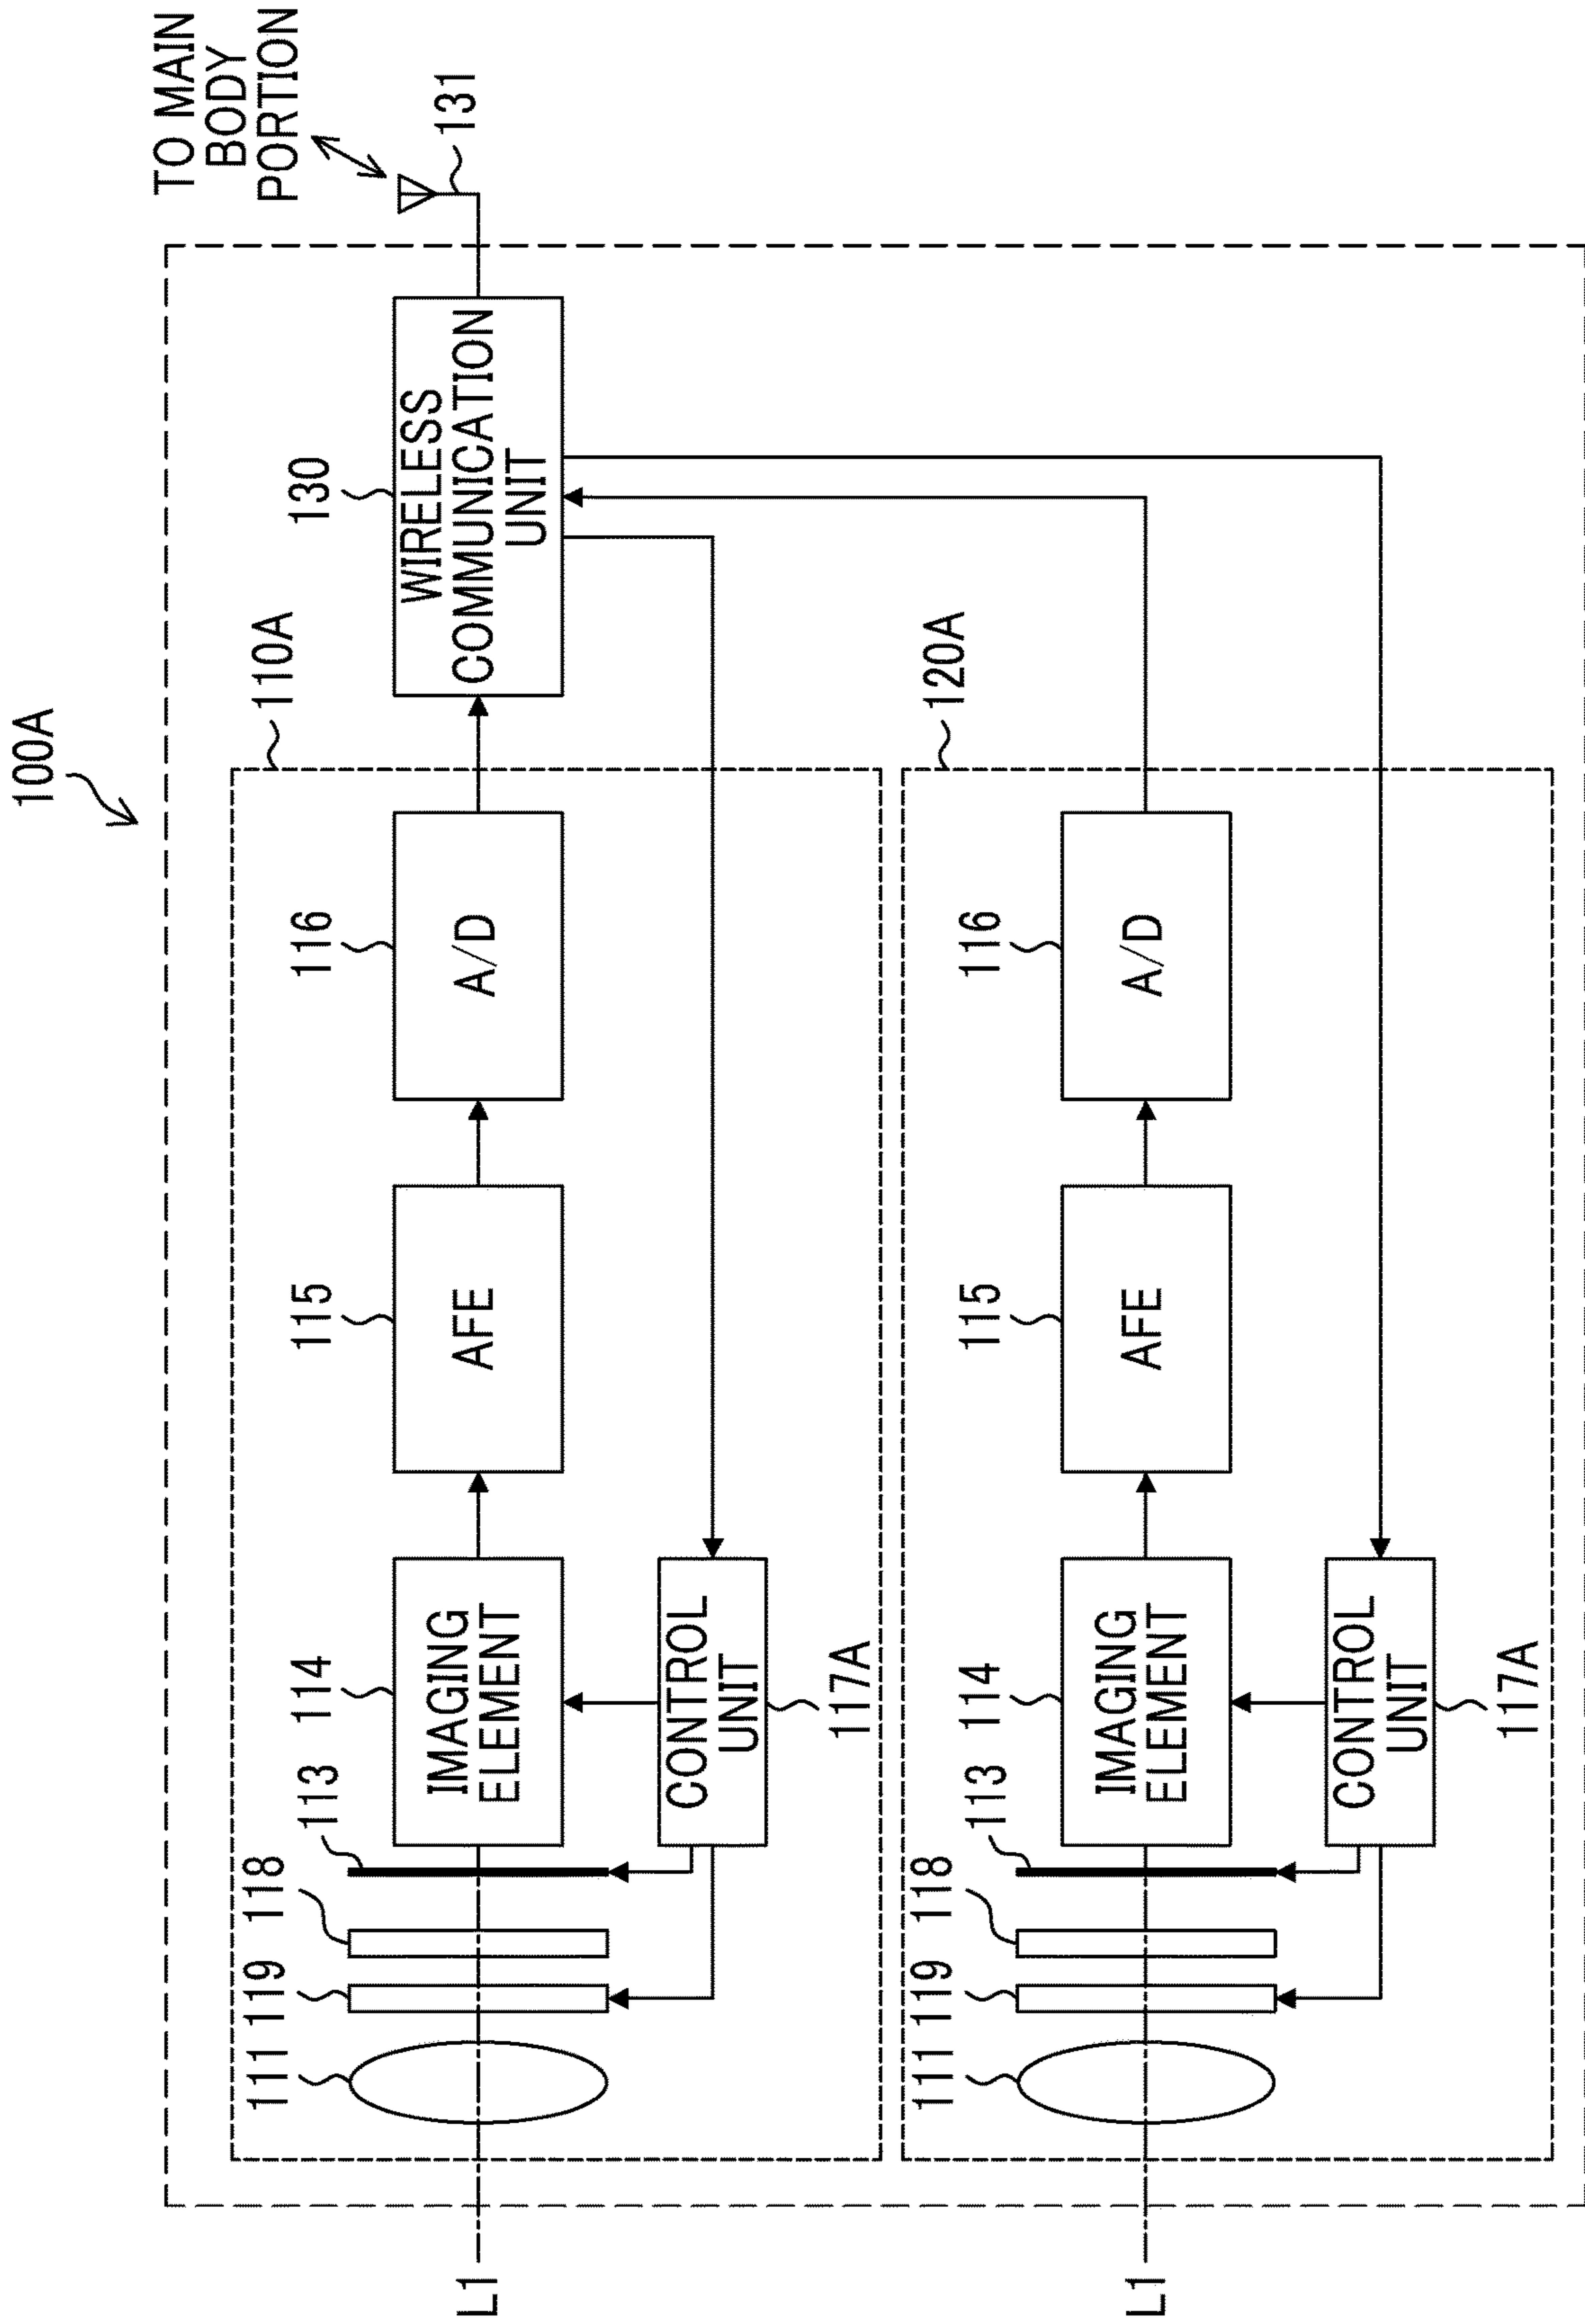 100A
TO MAIN
BODY
PORTION
131
130
WIRELESS
COMMUNICATION
UNIT
110A
116
A/D
115
AFE
114
IMAGING
ELEMENT
113
118
119
111
CONTROL
UNIT
117A
L1
120A
116
A/D
115
AFE
114
IMAGING
ELEMENT
113
118
119
111
CONTROL
UNIT
117A
L1